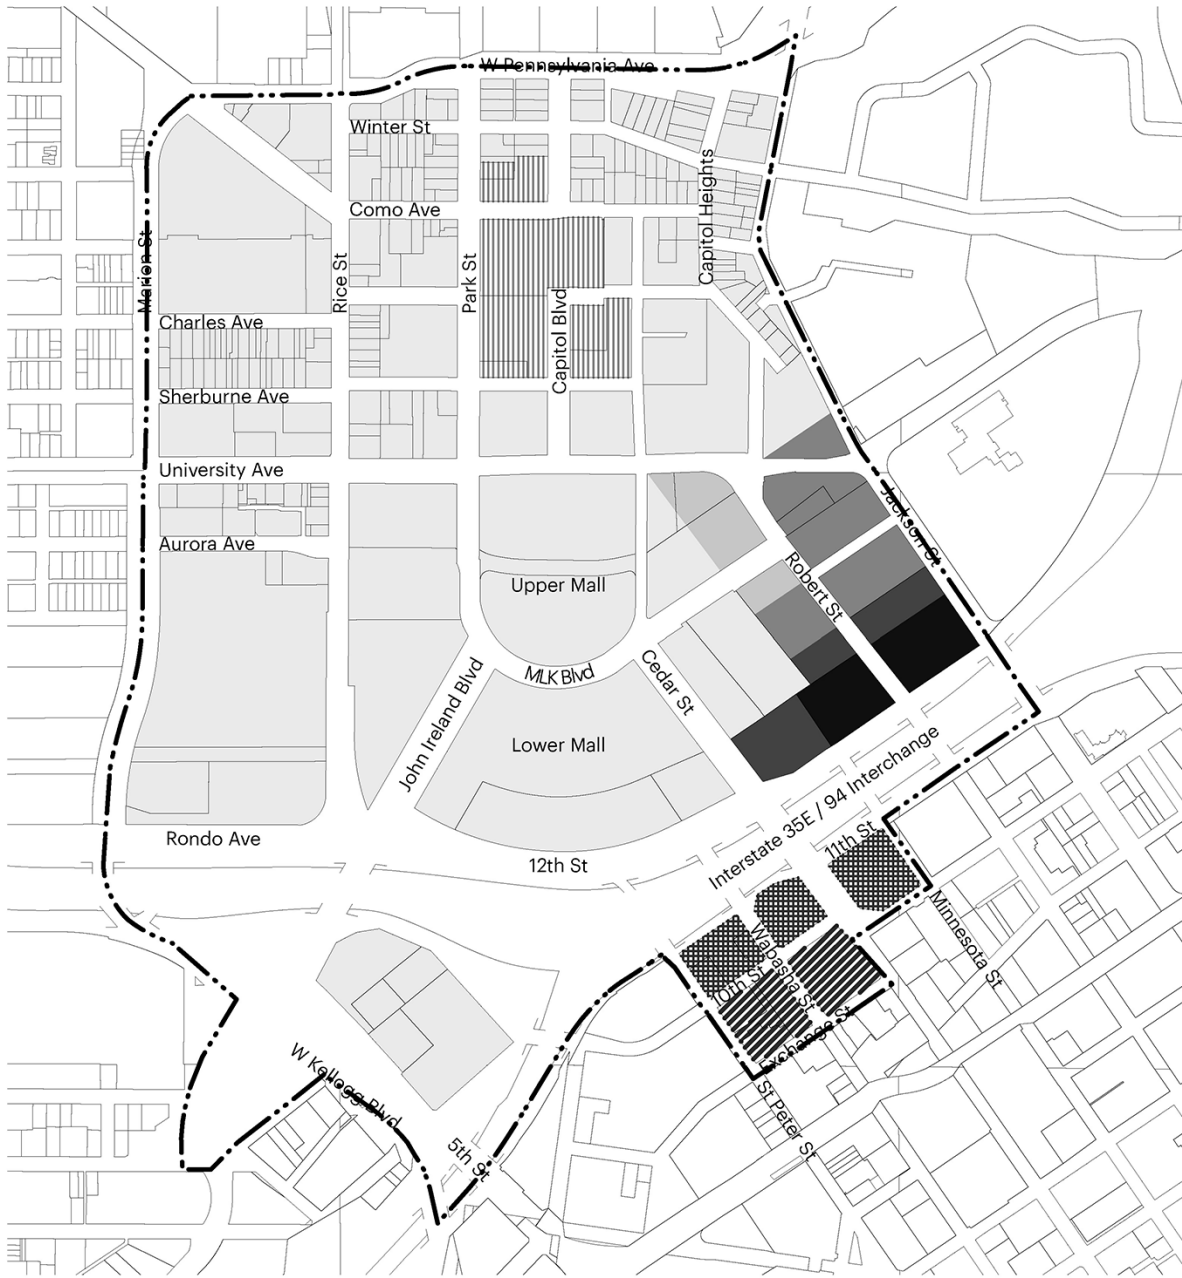 W Pennsylvania Ave
Winter St
Capitol Heights
Como Ave
Marion St
Rice St
Park St
Capitol Blvd
Charles Ave
Sherburne Ave
University Ave
Jackson St
Aurora Ave
Upper Mall
Robert St
MLK Blvd
Cedar St
John Ireland Blvd
Lower Mall
Interstate 35E / 94 Interchange
Rondo Ave
11th St
12th St
Minnesota St
Wabasha St
10th St
Exchange St
W Kellogg Blvd
St Peter St
5th St